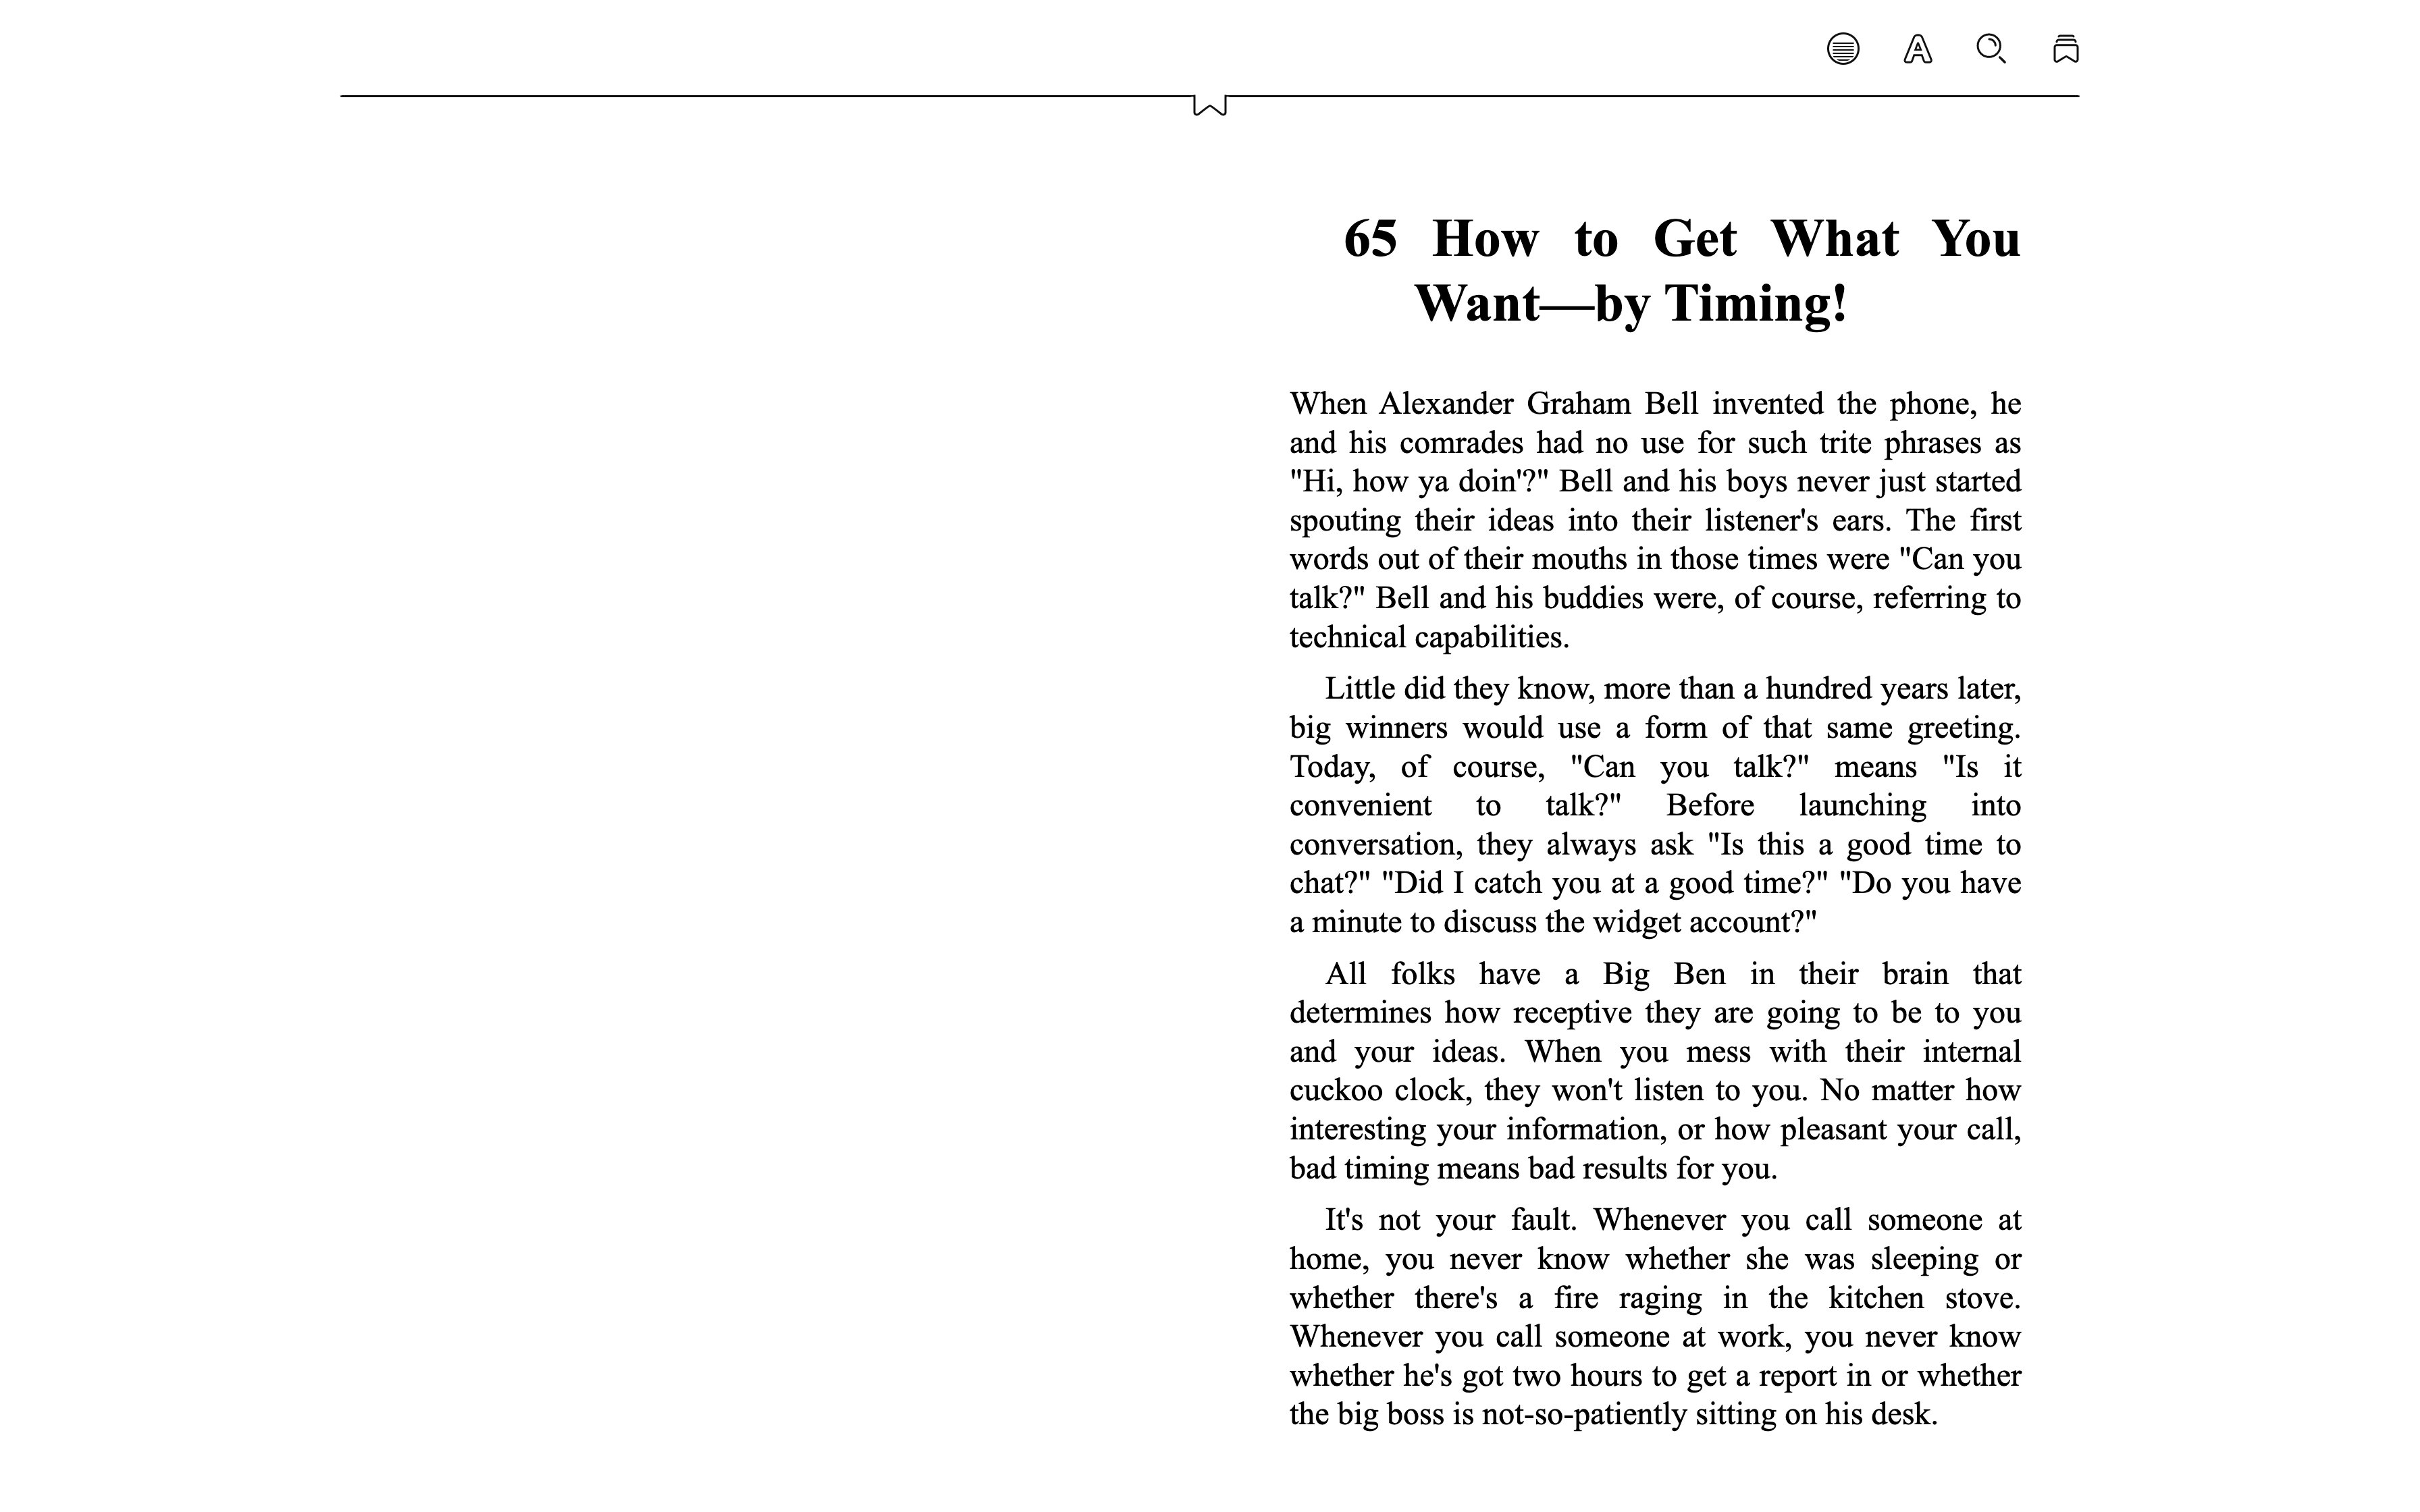 65 How to Get What You
Want—by Timing!
When Alexander Graham Bell invented the phone, he
and his comrades had no use for such trite phrases as
"Hi, how ya doin'?" Bell and his boys never just started
spouting their ideas into their listener's ears. The first
words out of their mouths in those times were "Can you
talk?" Bell and his buddies were, of course, referring to
technical capabilities.
Little did they know, more than a hundred years later,
big winners would use a form of that same greeting.
Today, of course, "Can you talk?" means "Is it
convenient to talk?" Before launching into
conversation, they always ask "Is this a good time to
chat?" "Did I catch you at a good time?" "Do you have
a minute to discuss the widget account?"
All folks have a Big Ben in their brain that
determines how receptive they are going to be to you
and your ideas. When you mess with their internal
cuckoo clock, they won't listen to you. No matter how
interesting your information, or how pleasant your call,
bad timing means bad results for you.
It's not your fault. Whenever you call someone at
home, you never know whether she was sleeping or
whether there's a fire raging in the kitchen stove.
Whenever you call someone at work, you never know
whether he's got two hours to get a report in or whether
the big boss is not-so-patiently sitting on his desk.